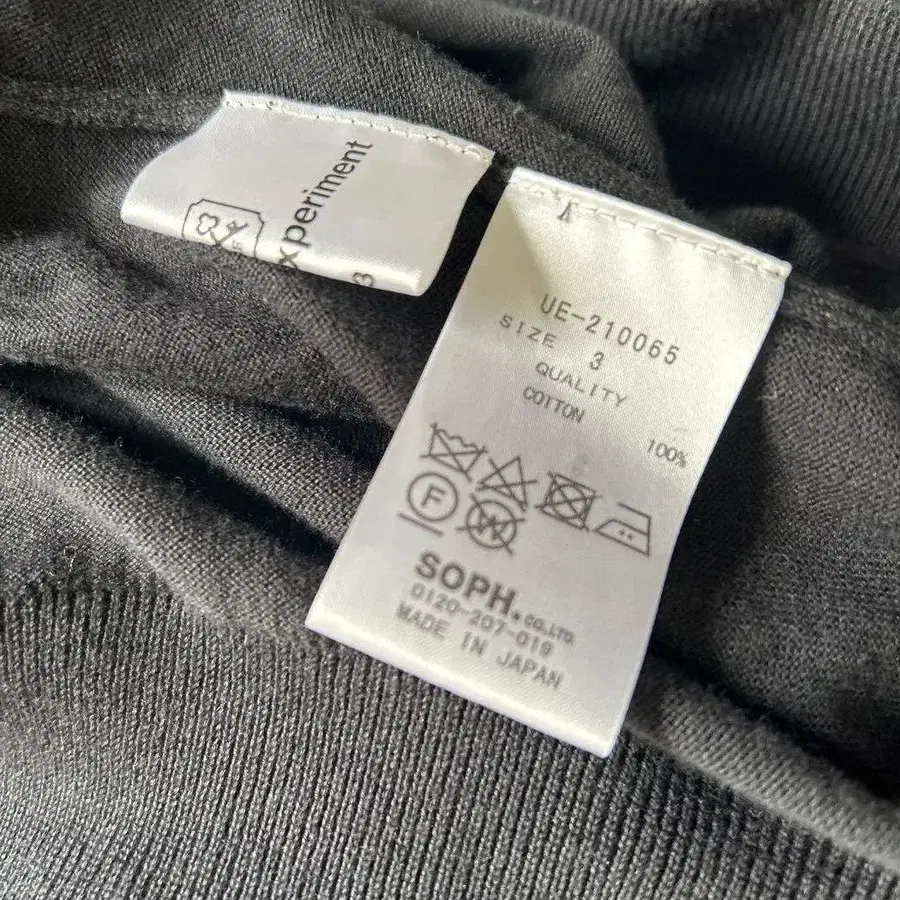 xperiment
3
UE-210065
SIZE 3
QUALITY
COTTON
100%
F
W
SOPH.CO.,LTD.
0120-207-019
MADE IN JAPAN